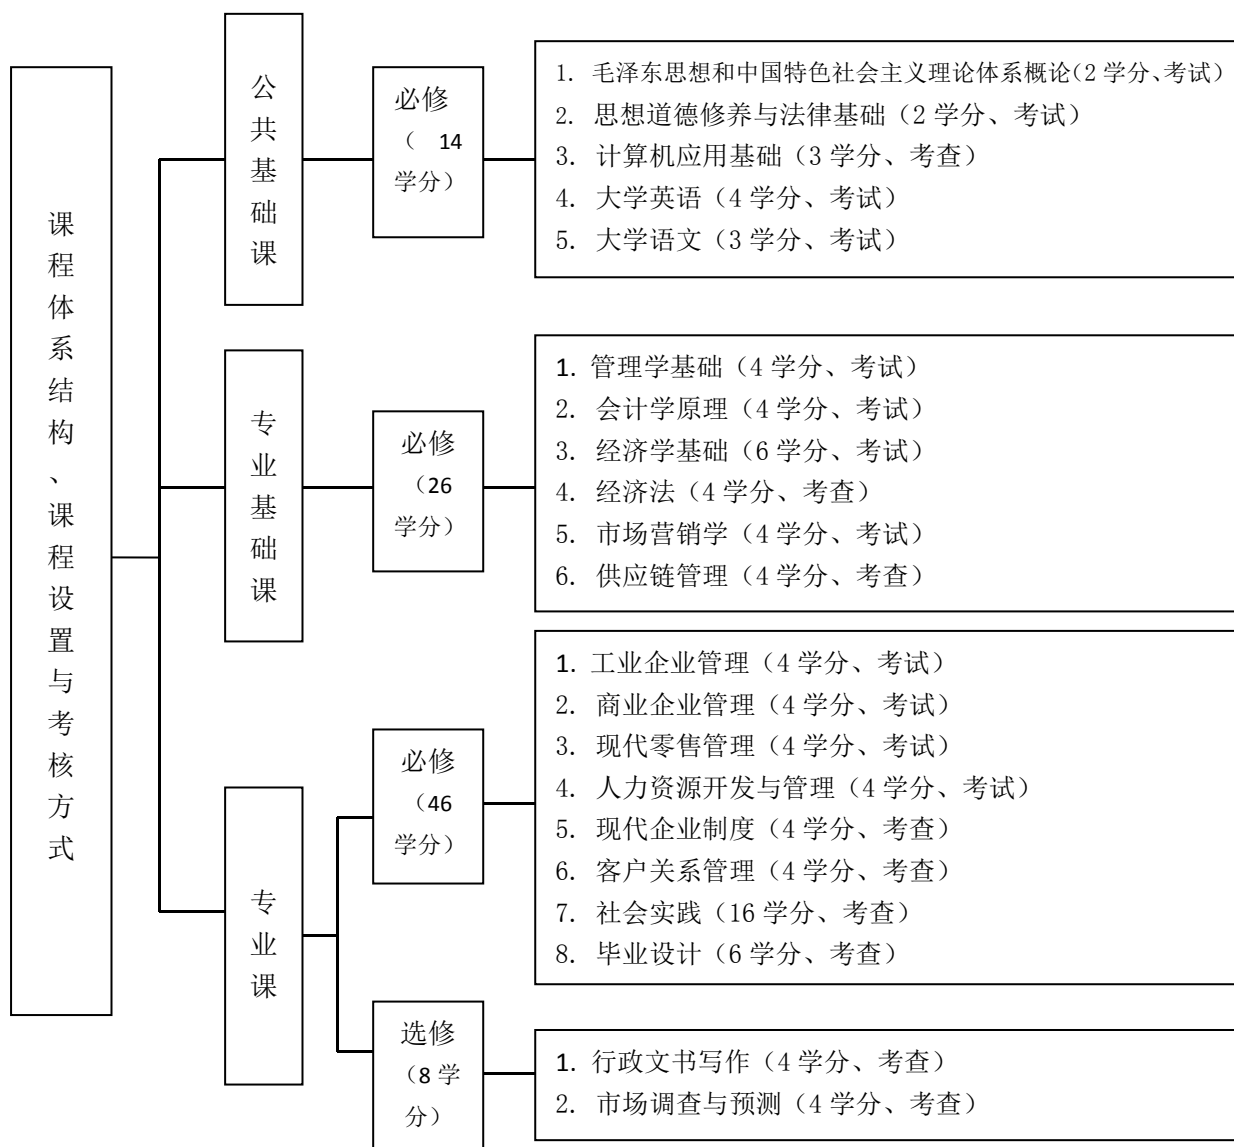 课程体系结构、课程设置与考核方式
公共基础课
必修
（ 14
学分）
1. 毛泽东思想和中国特色社会主义理论体系概论（2 学分、考试）
2. 思想道德修养与法律基础（2 学分、考试）
3. 计算机应用基础（3 学分、考查）
4. 大学英语（4 学分、考试）
5. 大学语文（3 学分、考试）
专业基础课
必修
（26
学分）
1. 管理学基础（4 学分、考试）
2. 会计学原理（4 学分、考试）
3. 经济学基础（6 学分、考试）
4. 经济法（4 学分、考查）
5. 市场营销学（4 学分、考试）
6. 供应链管理（4 学分、考查）
专业课
必修
（46
学分）
1. 工业企业管理（4 学分、考试）
2. 商业企业管理（4 学分、考试）
3. 现代零售管理（4 学分、考试）
4. 人力资源开发与管理（4 学分、考试）
5. 现代企业制度（4 学分、考查）
6. 客户关系管理（4 学分、考查）
7. 社会实践（16 学分、考查）
8. 毕业设计（6 学分、考查）
选修
（8 学
分）
1. 行政文书写作（4 学分、考查）
2. 市场调查与预测（4 学分、考查）